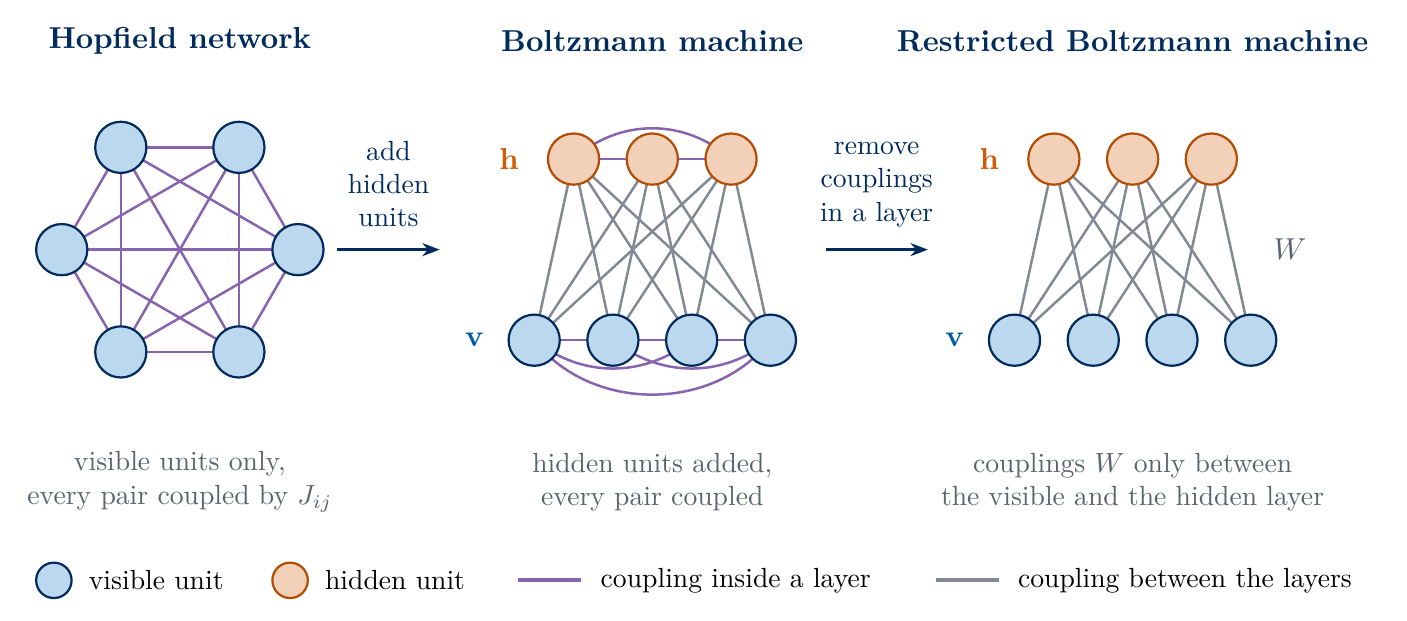 Hopfield network
Boltzmann machine
Restricted Boltzmann machine
add
hidden
units
h
v
remove
couplings
in a layer
h
v
W
visible units only,
every pair coupled by J_{ij}
hidden units added,
every pair coupled
couplings W only between
the visible and the hidden layer
visible unit
hidden unit
coupling inside a layer
coupling between the layers